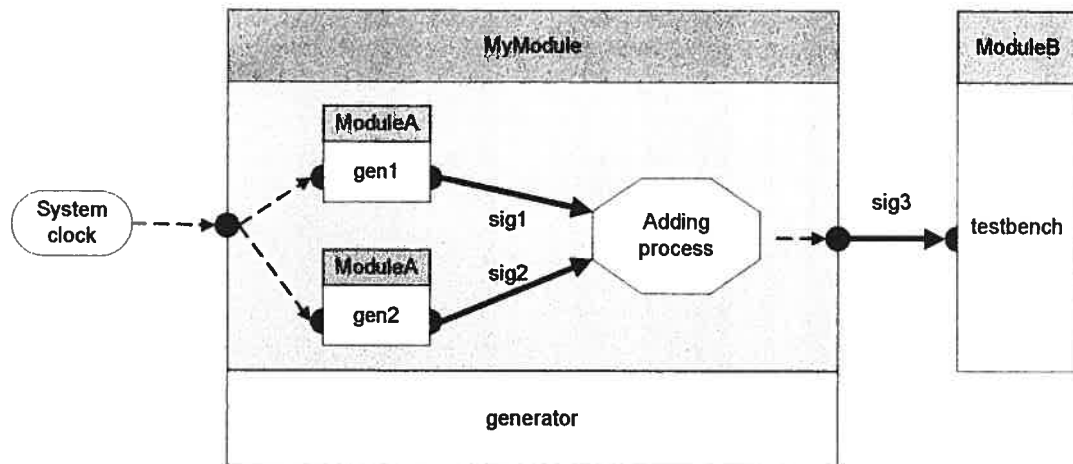 MyModule
ModuleB
ModuleA
gen1
System
clock
sig1
Adding
process
sig3
testbench
ModuleA
sig2
gen2
generator